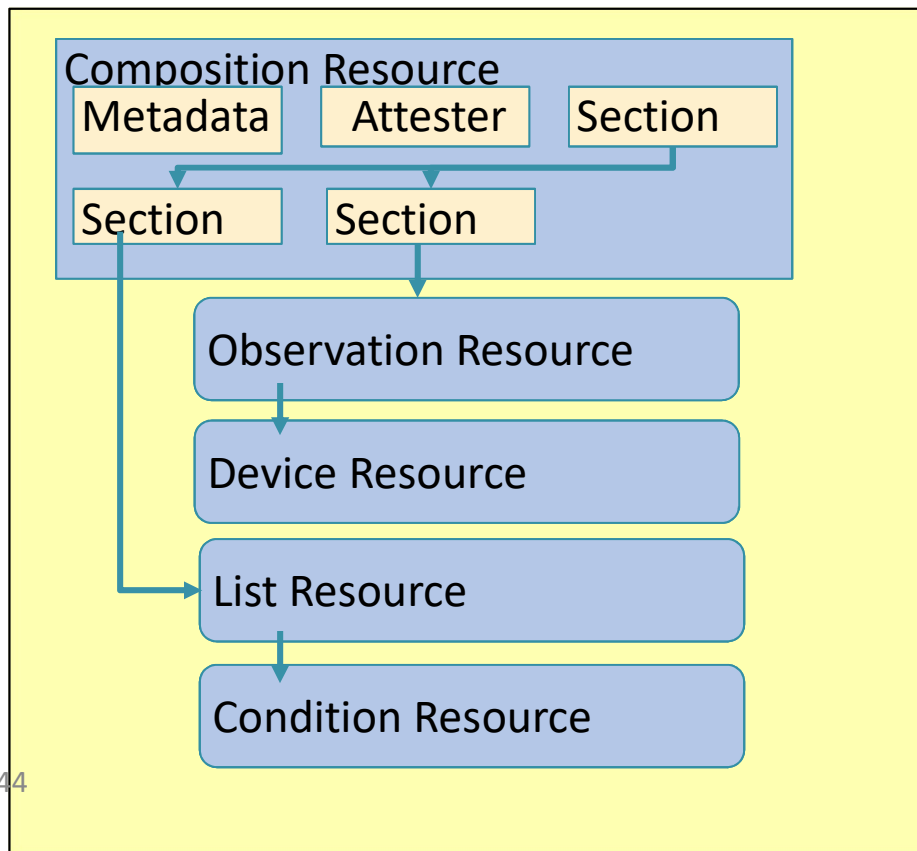 Composition Resource
Metadata Attester Section
Section Section
Observation Resource
Device Resource
List Resource
Condition Resource
44